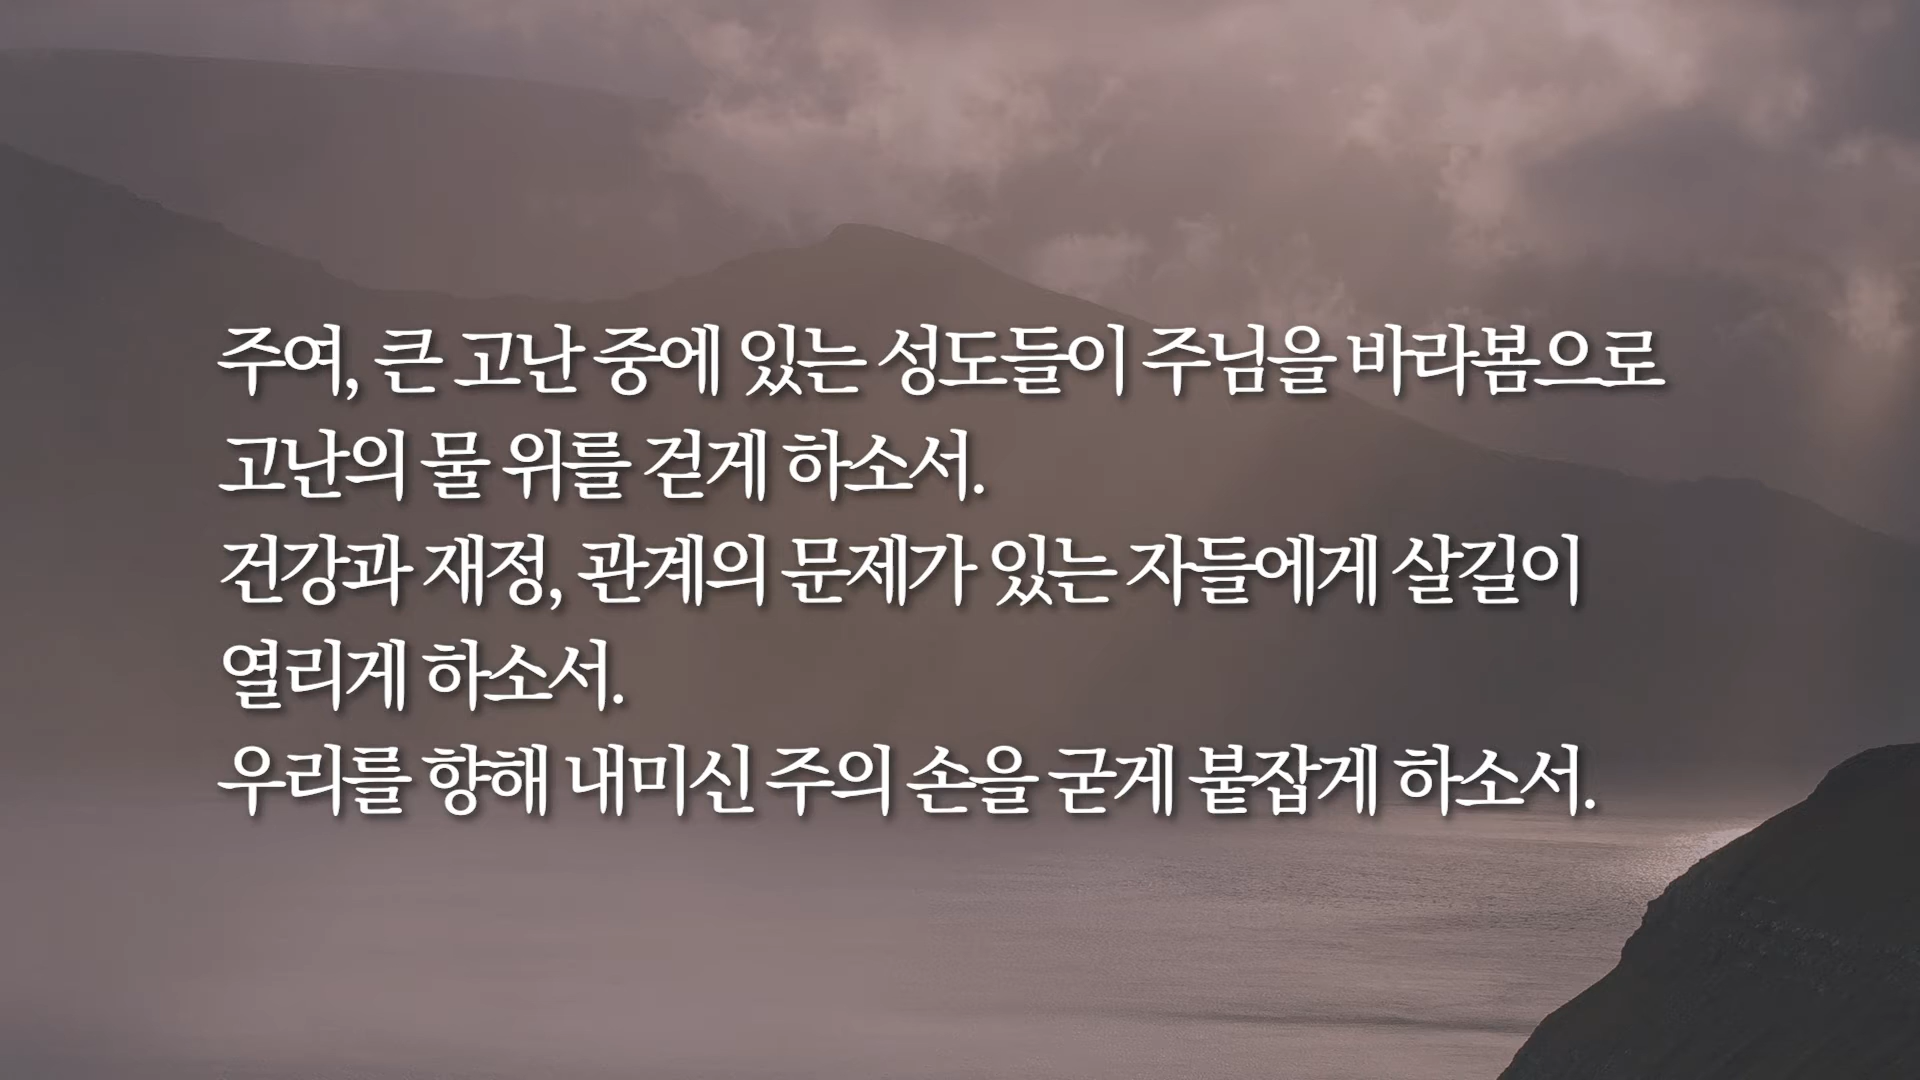 주여, 큰 고난 중에 있는 성도들이 주님을 바라봄으로
고난의 물 위를 걷게 하소서.
건강과 재정, 관계의 문제가 있는 자들에게 살길이
열리게 하소서.
우리를 향해 내미신 주의 손을 굳게 붙잡게 하소서.